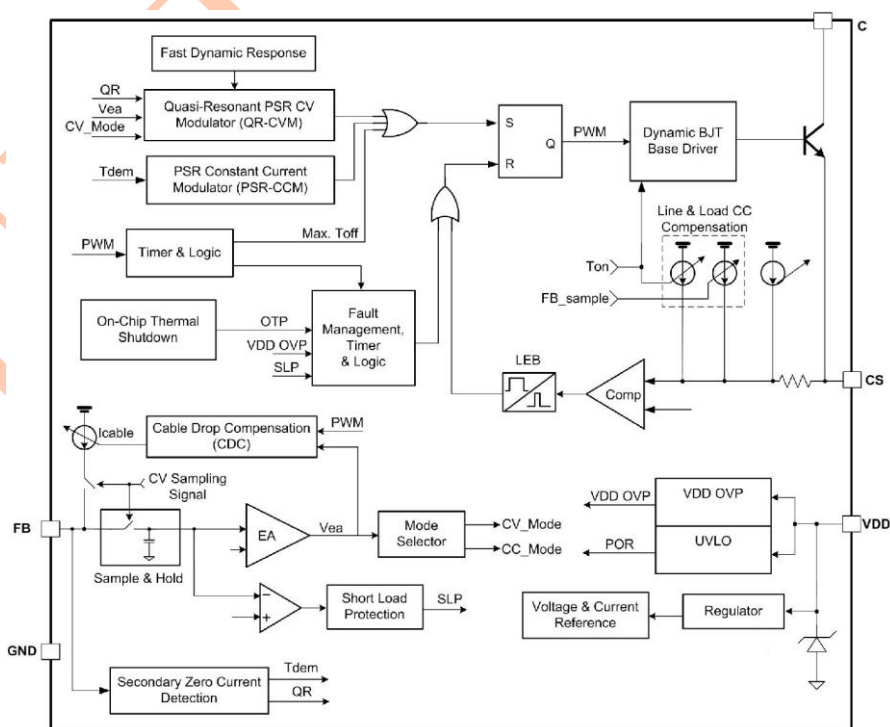 C
Fast Dynamic Response
QR
Vea
CV_Mode
Quasi-Resonant PSR CV
Modulator (QR-CVM)
Tdem
PSR Constant Current
Modulator (PSR-CCM)
S
R
Q
PWM
Dynamic BJT
Base Driver
Line & Load CC
Compensation
PWM
Timer & Logic
Max. Toff
Ton
FB_sample
On-Chip Thermal
Shutdown
OTP
VDD OVP
SLP
Fault
Management,
Timer
& Logic
LEB
Comp
CS
Icable
Cable Drop Compensation
(CDC)
PWM
CV Sampling
Signal
FB
Sample & Hold
EA
Vea
Mode
Selector
CV_Mode
CC_Mode
VDD OVP
POR
VDD OVP
UVLO
VDD
−
+
Short Load
Protection
SLP
Voltage & Current
Reference
Regulator
GND
Secondary Zero Current
Detection
Tdem
QR